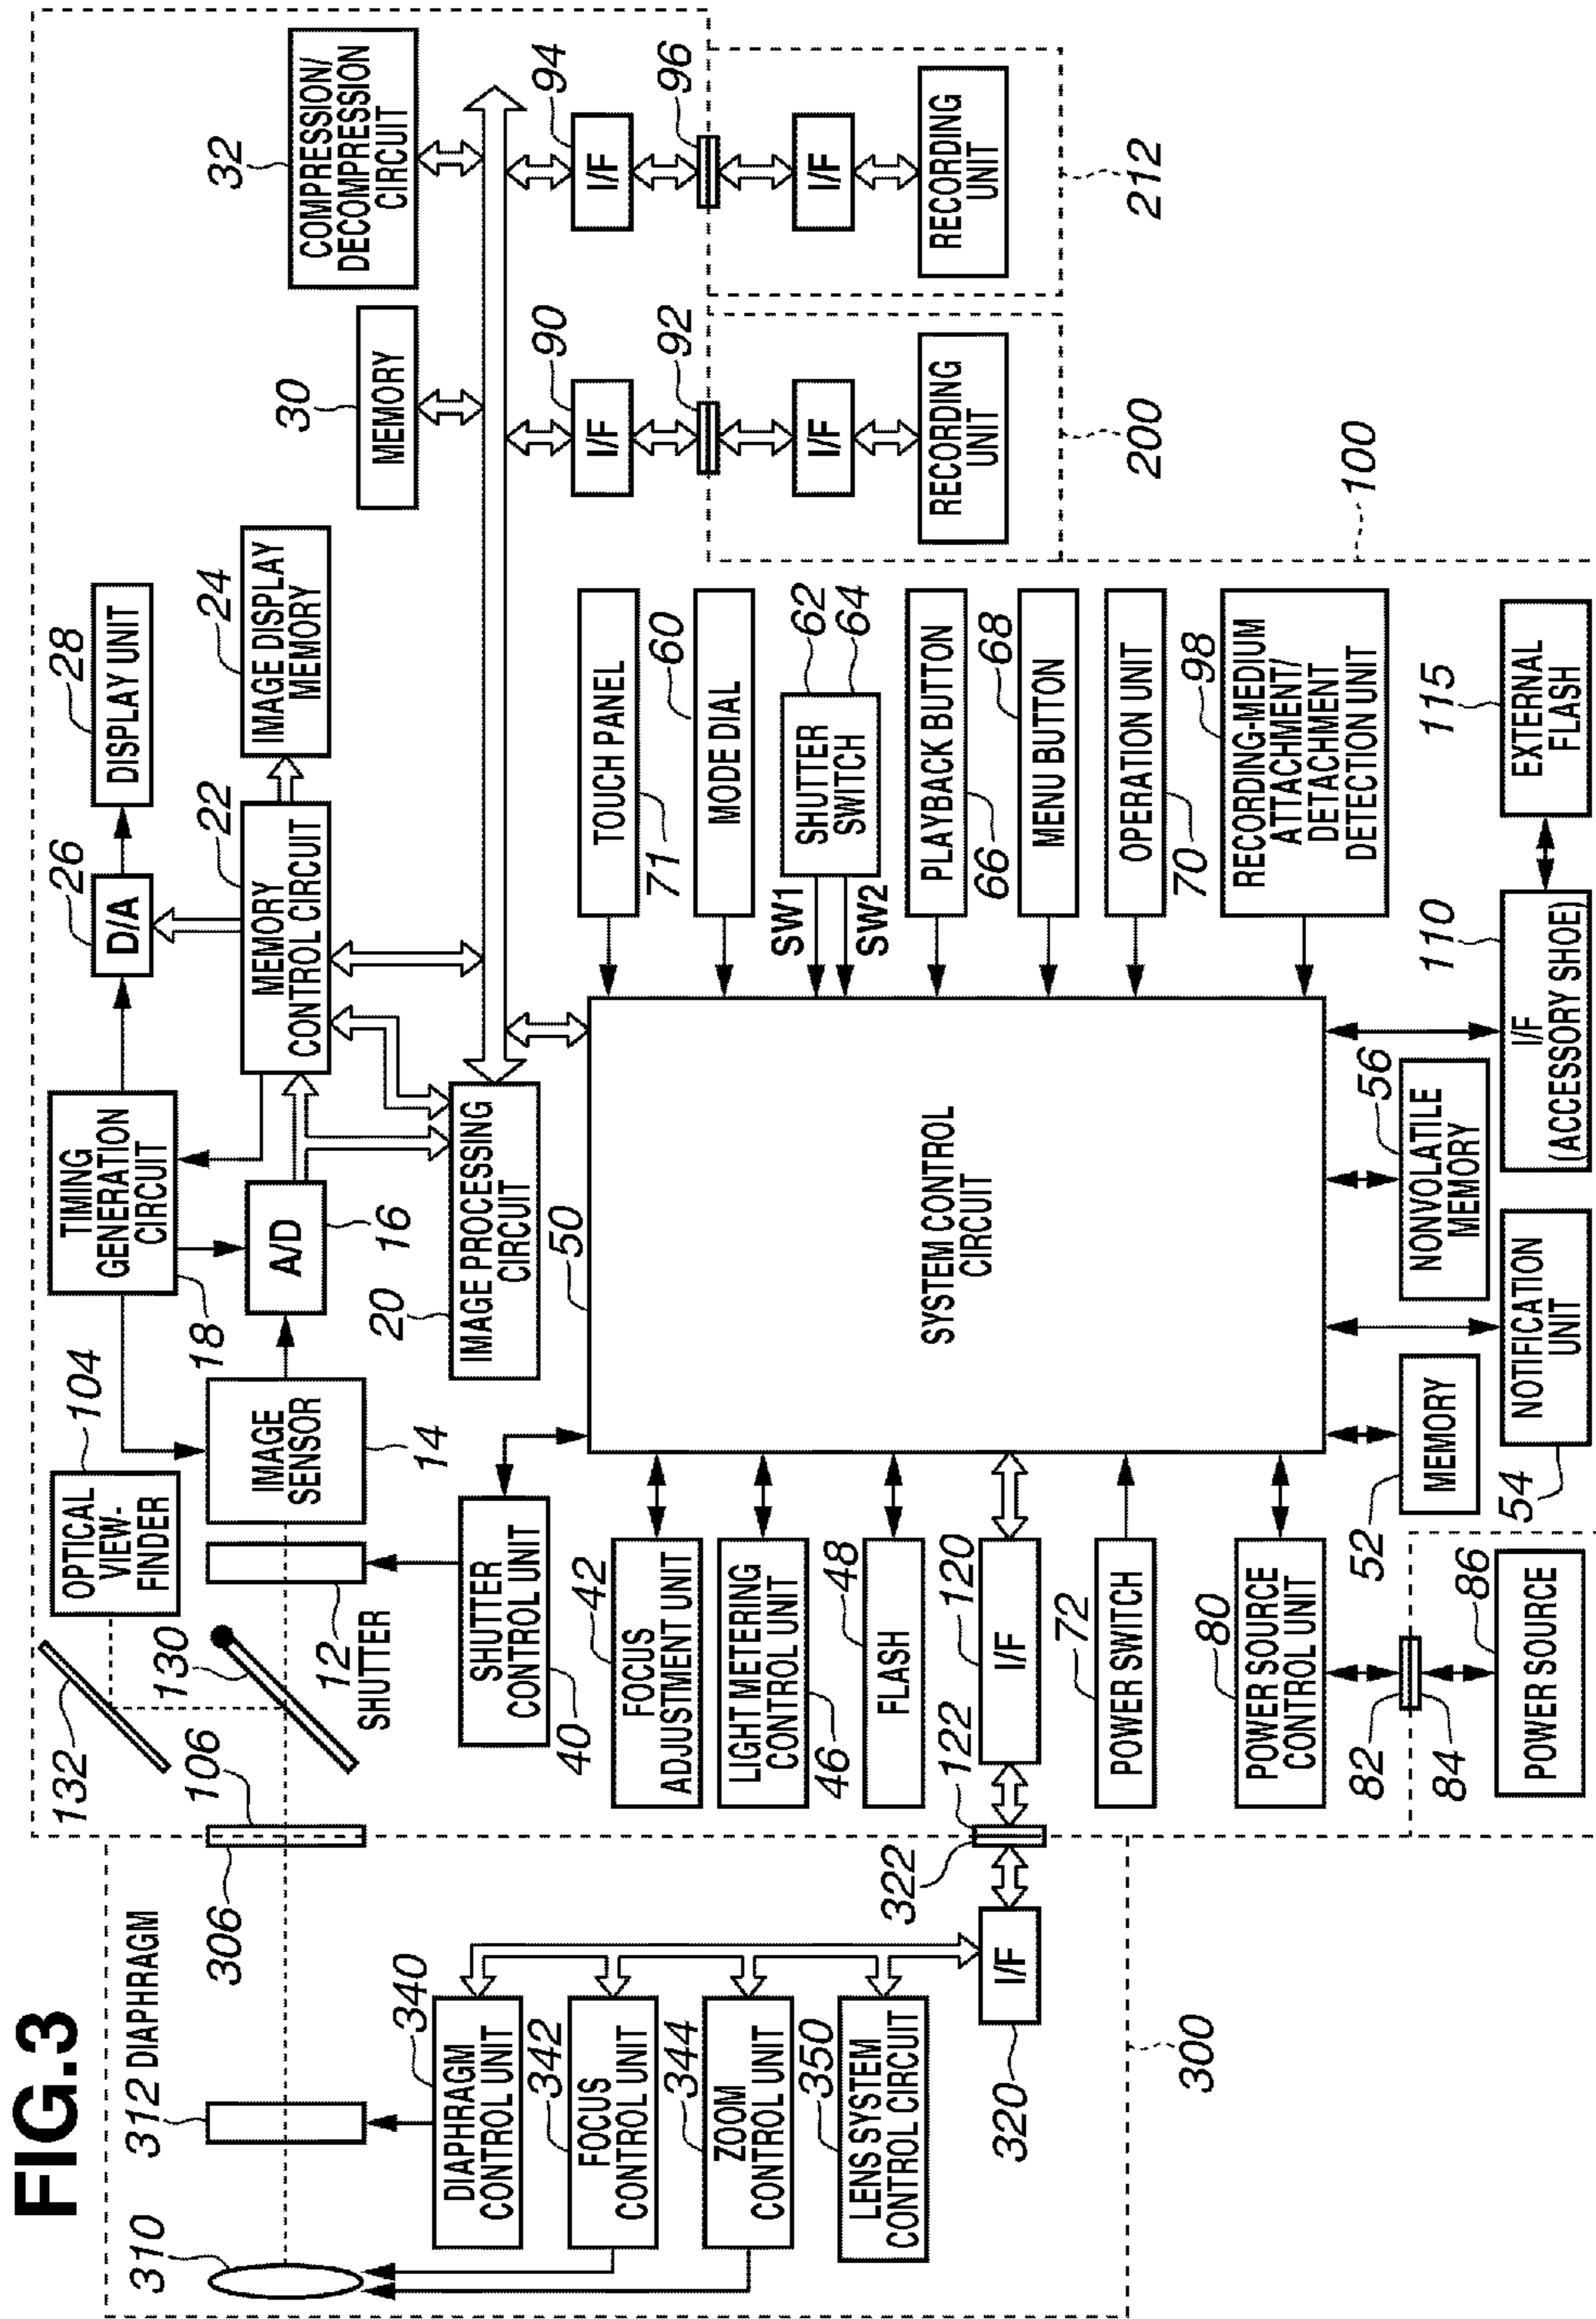 FIG.3
310
312 DIAPHRAGM
306
106
132
130
12
SHUTTER
OPTICAL
VIEW-
FINDER
104
IMAGE
SENSOR
14
TIMING
GENERATION
CIRCUIT
18
A/D
16
D/A
26
DISPLAY UNIT
28
MEMORY
CONTROL CIRCUIT
22
IMAGE DISPLAY
MEMORY
24
IMAGE PROCESSING
CIRCUIT
20
MEMORY
30
COMPRESSION/
DECOMPRESSION
CIRCUIT
32
I/F
90
92
I/F
RECORDING
UNIT
200
I/F
94
96
I/F
RECORDING
UNIT
212
100
DIAPHRAGM
CONTROL UNIT
340
FOCUS
CONTROL UNIT
342
ZOOM
CONTROL UNIT
344
LENS SYSTEM
CONTROL CIRCUIT
350
I/F
320
322
122
300
SHUTTER
CONTROL UNIT
40
FOCUS
ADJUSTMENT UNIT
42
LIGHT METERING
CONTROL UNIT
46
FLASH
48
I/F
120
POWER SWITCH
72
POWER SOURCE
CONTROL UNIT
80
82
84
POWER SOURCE
86
SYSTEM CONTROL
CIRCUIT
50
TOUCH PANEL
71
MODE DIAL
60
SHUTTER
SWITCH
62
64
SW1
SW2
PLAYBACK BUTTON
66
MENU BUTTON
68
OPERATION UNIT
70
RECORDING-MEDIUM
ATTACHMENT/
DETACHMENT
DETECTION UNIT
98
MEMORY
52
NOTIFICATION
UNIT
54
NONVOLATILE
MEMORY
56
I/F
(ACCESSORY SHOE)
110
EXTERNAL
FLASH
115